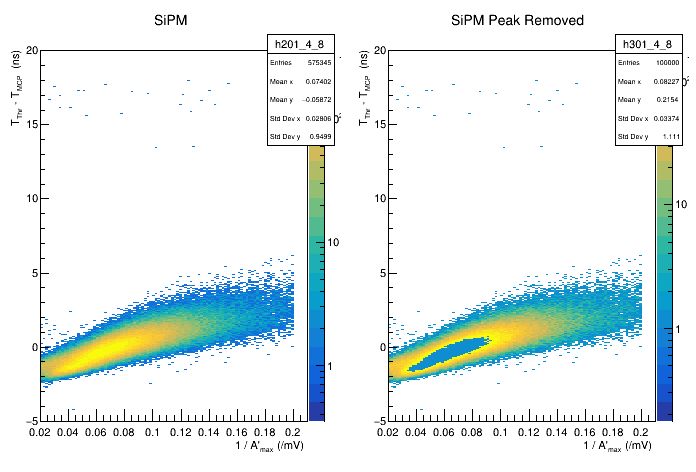 SiPM
h201_4_8
Entries 575345
Mean x 0.07402
Mean y -0.05872
Std Dev x 0.02806
Std Dev y 0.9499
T_Thr - T_MCP (ns)
20
15
10
5
0
−5
0.02 0.04 0.06 0.08 0.1 0.12 0.14 0.16 0.18 0.2
1 / A'_max (/mV)
10
1
SiPM Peak Removed
h301_4_8
Entries 100000
Mean x 0.08227
Mean y 0.2154
Std Dev x 0.03374
Std Dev y 1.111
T_Thr - T_MCP (ns)
20
15
10
5
0
−5
0.02 0.04 0.06 0.08 0.1 0.12 0.14 0.16 0.18 0.2
1 / A'_max (/mV)
10
1